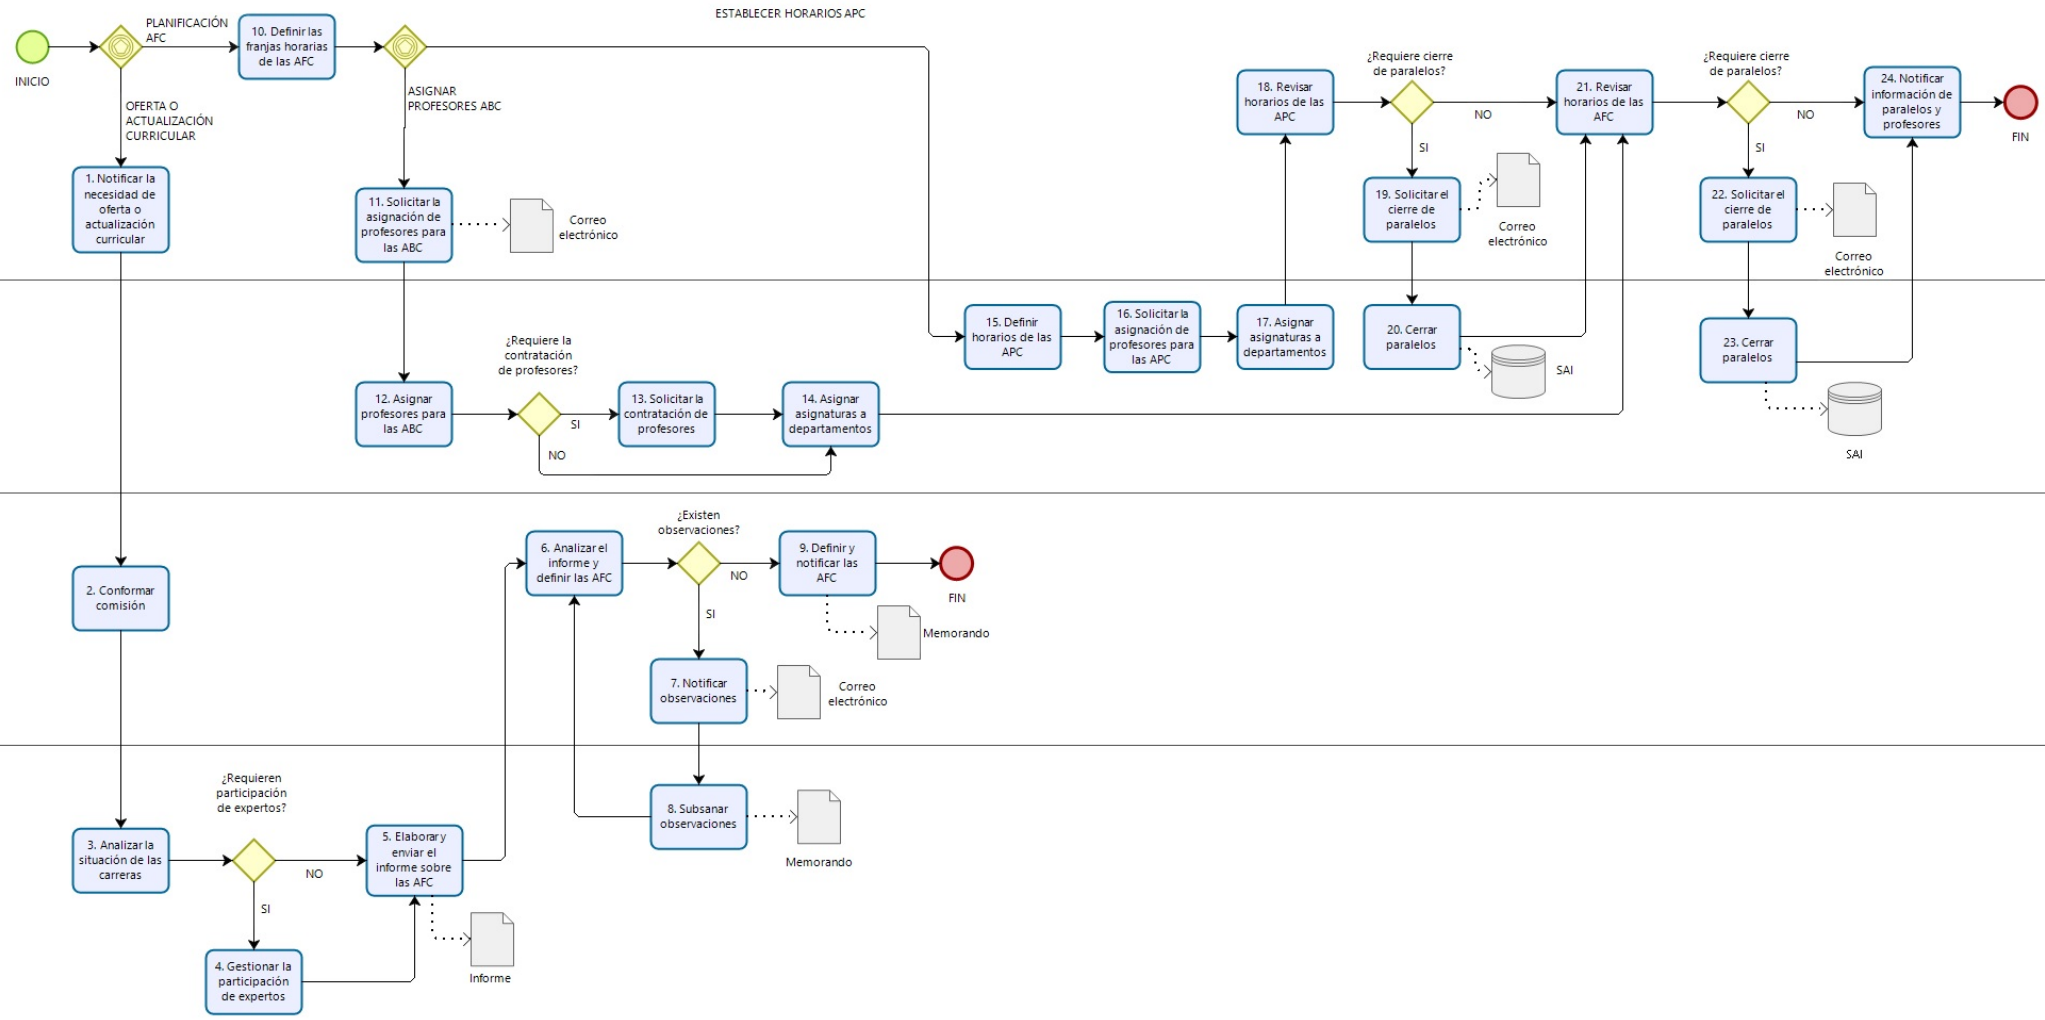 ESTABLECER HORARIOS APC
INICIO
PLANIFICACIÓN
AFC
OFERTA O
ACTUALIZACIÓN
CURRICULAR
10. Definir las
franjas horarias
de las AFC
ASIGNAR
PROFESORES ABC
1. Notificar la
necesidad de
oferta o
actualización
curricular
11. Solicitar la
asignación de
profesores para
las ABC
Correo
electrónico
18. Revisar
horarios de las
APC
¿Requiere cierre
de paralelos?
NO
SI
19. Solicitar el
cierre de
paralelos
Correo
electrónico
21. Revisar
horarios de las
AFC
¿Requiere cierre
de paralelos?
NO
SI
22. Solicitar el
cierre de
paralelos
Correo
electrónico
24. Notificar
información de
paralelos y
profesores
FIN
12. Asignar
profesores para
las ABC
¿Requiere la
contratación
de profesores?
SI
NO
13. Solicitar la
contratación de
profesores
14. Asignar
asignaturas a
departamentos
15. Definir
horarios de las
APC
16. Solicitar la
asignación de
profesores para
las APC
17. Asignar
asignaturas a
departamentos
20. Cerrar
paralelos
SAI
23. Cerrar
paralelos
SAI
2. Conformar
comisión
6. Analizar el
informe y
definir las AFC
¿Existen
observaciones?
NO
SI
9. Definir y
notificar las
AFC
FIN
Memorando
7. Notificar
observaciones
Correo
electrónico
3. Analizar la
situación de las
carreras
¿Requieren
participación
de expertos?
NO
SI
5. Elaborar y
enviar el
informe sobre
las AFC
8. Subsanar
observaciones
Memorando
4. Gestionar la
participación
de expertos
Informe